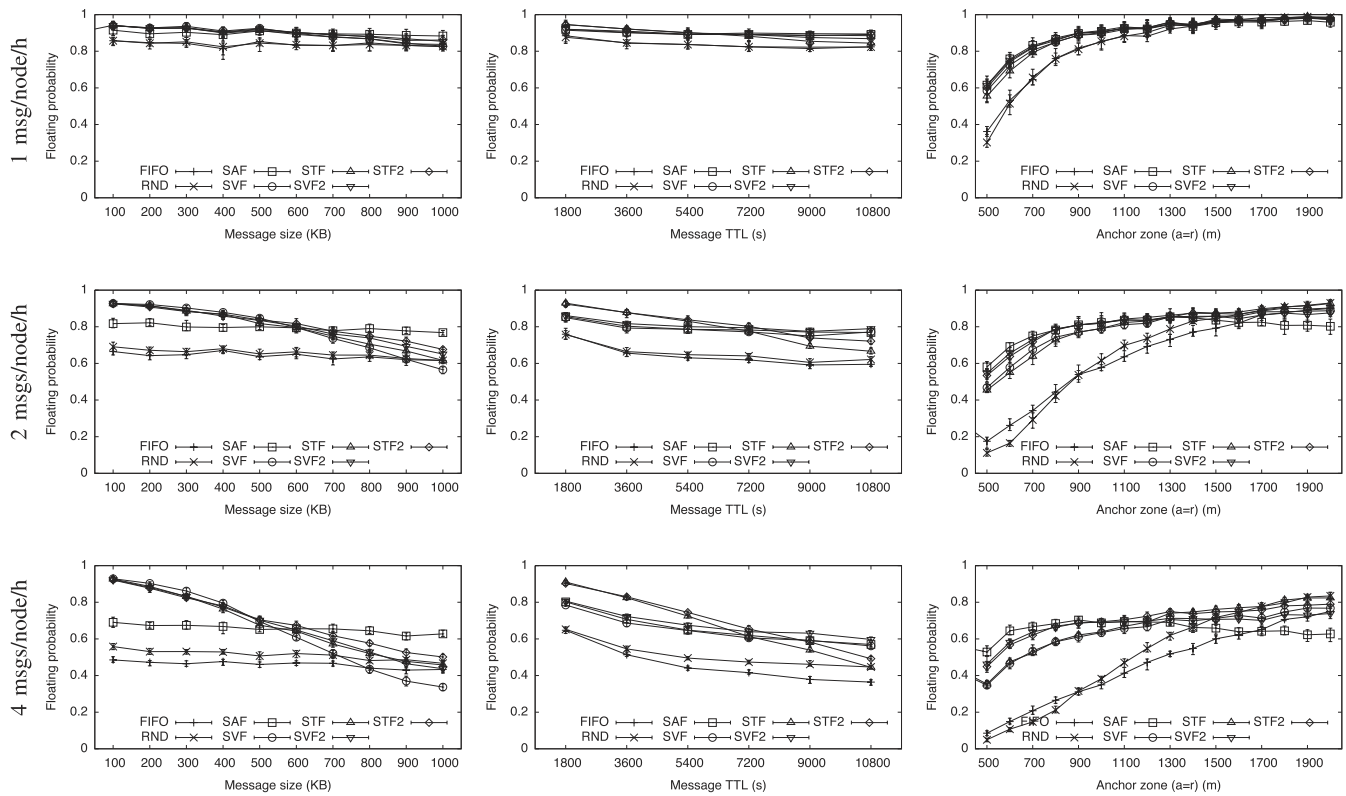 1 msg/node/h
Floating probability
1
0.8
0.6
0.4
0.2
0
FIFO SAF STF STF2
RND SVF SVF2
100 200 300 400 500 600 700 800 900 1000
Message size (KB)
Floating probability
1
0.8
0.6
0.4
0.2
0
FIFO SAF STF STF2
RND SVF SVF2
1800 3600 5400 7200 9000 10800
Message TTL (s)
Floating probability
1
0.8
0.6
0.4
0.2
0
FIFO SAF STF STF2
RND SVF SVF2
500 700 900 1100 1300 1500 1700 1900
Anchor zone (a=r) (m)
2 msgs/node/h
Floating probability
1
0.8
0.6
0.4
0.2
0
FIFO SAF STF STF2
RND SVF SVF2
100 200 300 400 500 600 700 800 900 1000
Message size (KB)
Floating probability
1
0.8
0.6
0.4
0.2
0
FIFO SAF STF STF2
RND SVF SVF2
1800 3600 5400 7200 9000 10800
Message TTL (s)
Floating probability
1
0.8
0.6
0.4
0.2
0
FIFO SAF STF STF2
RND SVF SVF2
500 700 900 1100 1300 1500 1700 1900
Anchor zone (a=r) (m)
4 msgs/node/h
Floating probability
1
0.8
0.6
0.4
0.2
0
FIFO SAF STF STF2
RND SVF SVF2
100 200 300 400 500 600 700 800 900 1000
Message size (KB)
Floating probability
1
0.8
0.6
0.4
0.2
0
FIFO SAF STF STF2
RND SVF SVF2
1800 3600 5400 7200 9000 10800
Message TTL (s)
Floating probability
1
0.8
0.6
0.4
0.2
0
FIFO SAF STF STF2
RND SVF SVF2
500 700 900 1100 1300 1500 1700 1900
Anchor zone (a=r) (m)